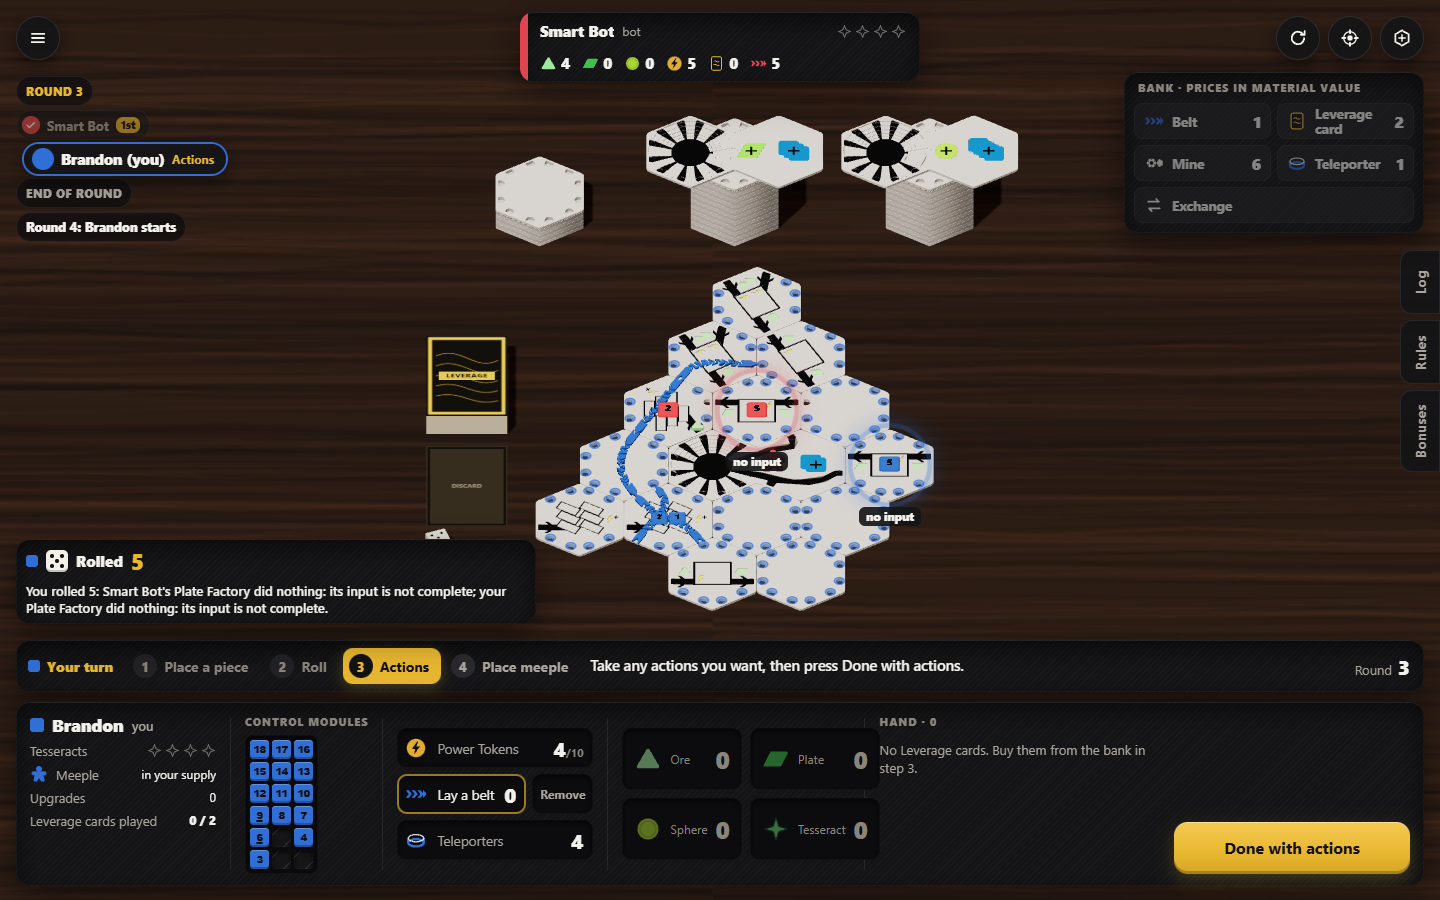 Smart Bot bot
4 0 0 5 0 5
ROUND 3
Smart Bot 1st
Brandon (you) Actions
END OF ROUND
Round 4: Brandon starts
BANK · PRICES IN MATERIAL VALUE
Belt 1
Leverage card 2
Mine 6
Teleporter 1
Exchange
Log
Rules
Bonuses
LEVERAGE
DISCARD
2
5
no input
5
no input
2 1
Rolled 5
You rolled 5: Smart Bot's Plate Factory did nothing: its input is not complete; your
Plate Factory did nothing: its input is not complete.
Your turn 1 Place a piece 2 Roll 3 Actions 4 Place meeple Take any actions you want, then press Done with actions. Round 3
Brandon you
Tesseracts
Meeple in your supply
Upgrades 0
Leverage cards played 0 / 2
CONTROL MODULES
18 17 16
15 14 13
12 11 10
9 8 7
6 4
3
Power Tokens 4/10
Lay a belt 0 Remove
Teleporters 4
Ore 0
Plate 0
Sphere 0
Tesseract 0
HAND · 0
No Leverage cards. Buy them from the bank in
step 3.
Done with actions